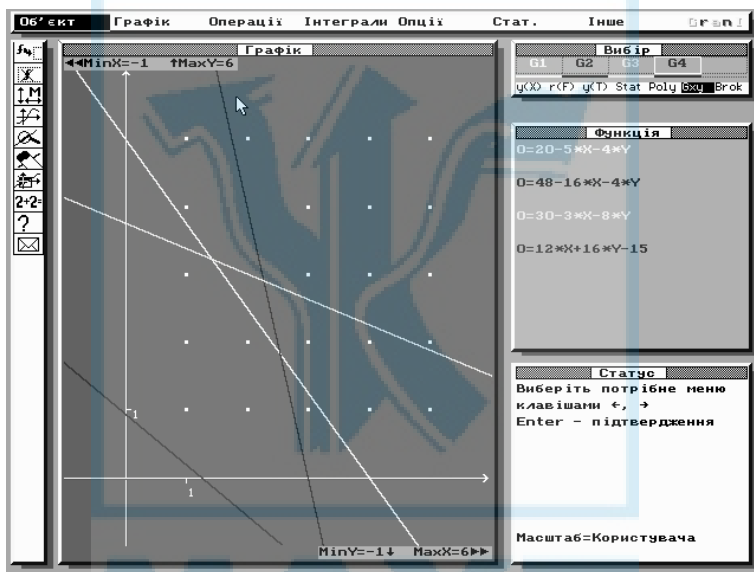 Об'єкт Графік Операції Інтеграли Опції Стат. Інше Gran1
Графік
◄◄MinX=-1 ↑MaxY=6
1
1
MinY=-1↓ MaxX=6►►
Вибір
G1 G2 G3 G4
y(X) r(F) y(T) Stat Poly Gxy Brok
Функція
0=20-5*X-4*Y
0=48-16*X-4*Y
0=30-3*X-8*Y
0=12*X+16*Y-15
2+2=
?
Статус
Виберіть потрібне меню
клавішами ←, →
Enter - підтвердження
Масштаб=Користувача